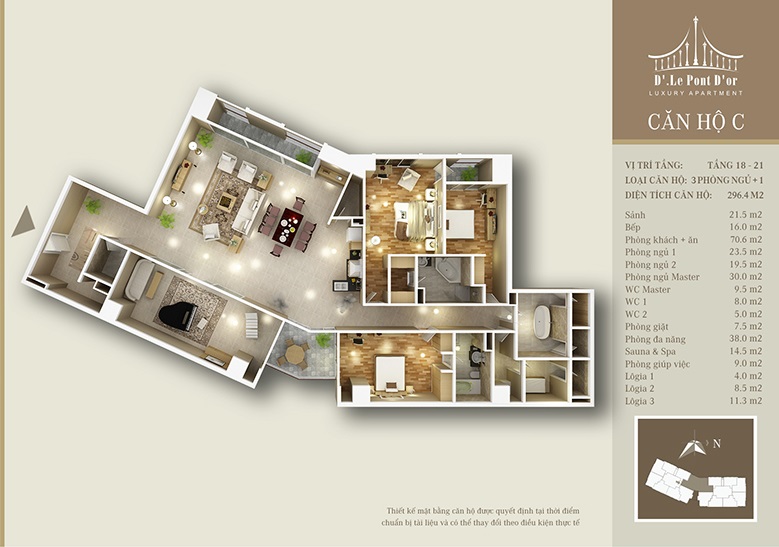 D'.Le Pont D'or
LUXURY APARTMENT
CĂN HỘ C
VỊ TRÍ TẦNG: TẦNG 18 - 21
LOẠI CĂN HỘ: 3 PHÒNG NGỦ + 1
DIỆN TÍCH CĂN HỘ: 296.4 M2
Sảnh 21.5 m2
Bếp 16.0 m2
Phòng khách + ăn 70.6 m2
Phòng ngủ 1 23.5 m2
Phòng ngủ 2 19.5 m2
Phòng ngủ Master 30.0 m2
WC Master 9.5 m2
WC 1 8.0 m2
WC 2 5.0 m2
Phòng giặt 7.5 m2
Phòng đa năng 38.0 m2
Sauna & Spa 14.5 m2
Phòng giúp việc 9.0 m2
Lôgia 1 4.0 m2
Lôgia 2 8.5 m2
Lôgia 3 11.3 m2
N
Thiết kế mặt bằng căn hộ được quyết định tại thời điểm
chuẩn bị tài liệu và có thể thay đổi theo điều kiện thực tế